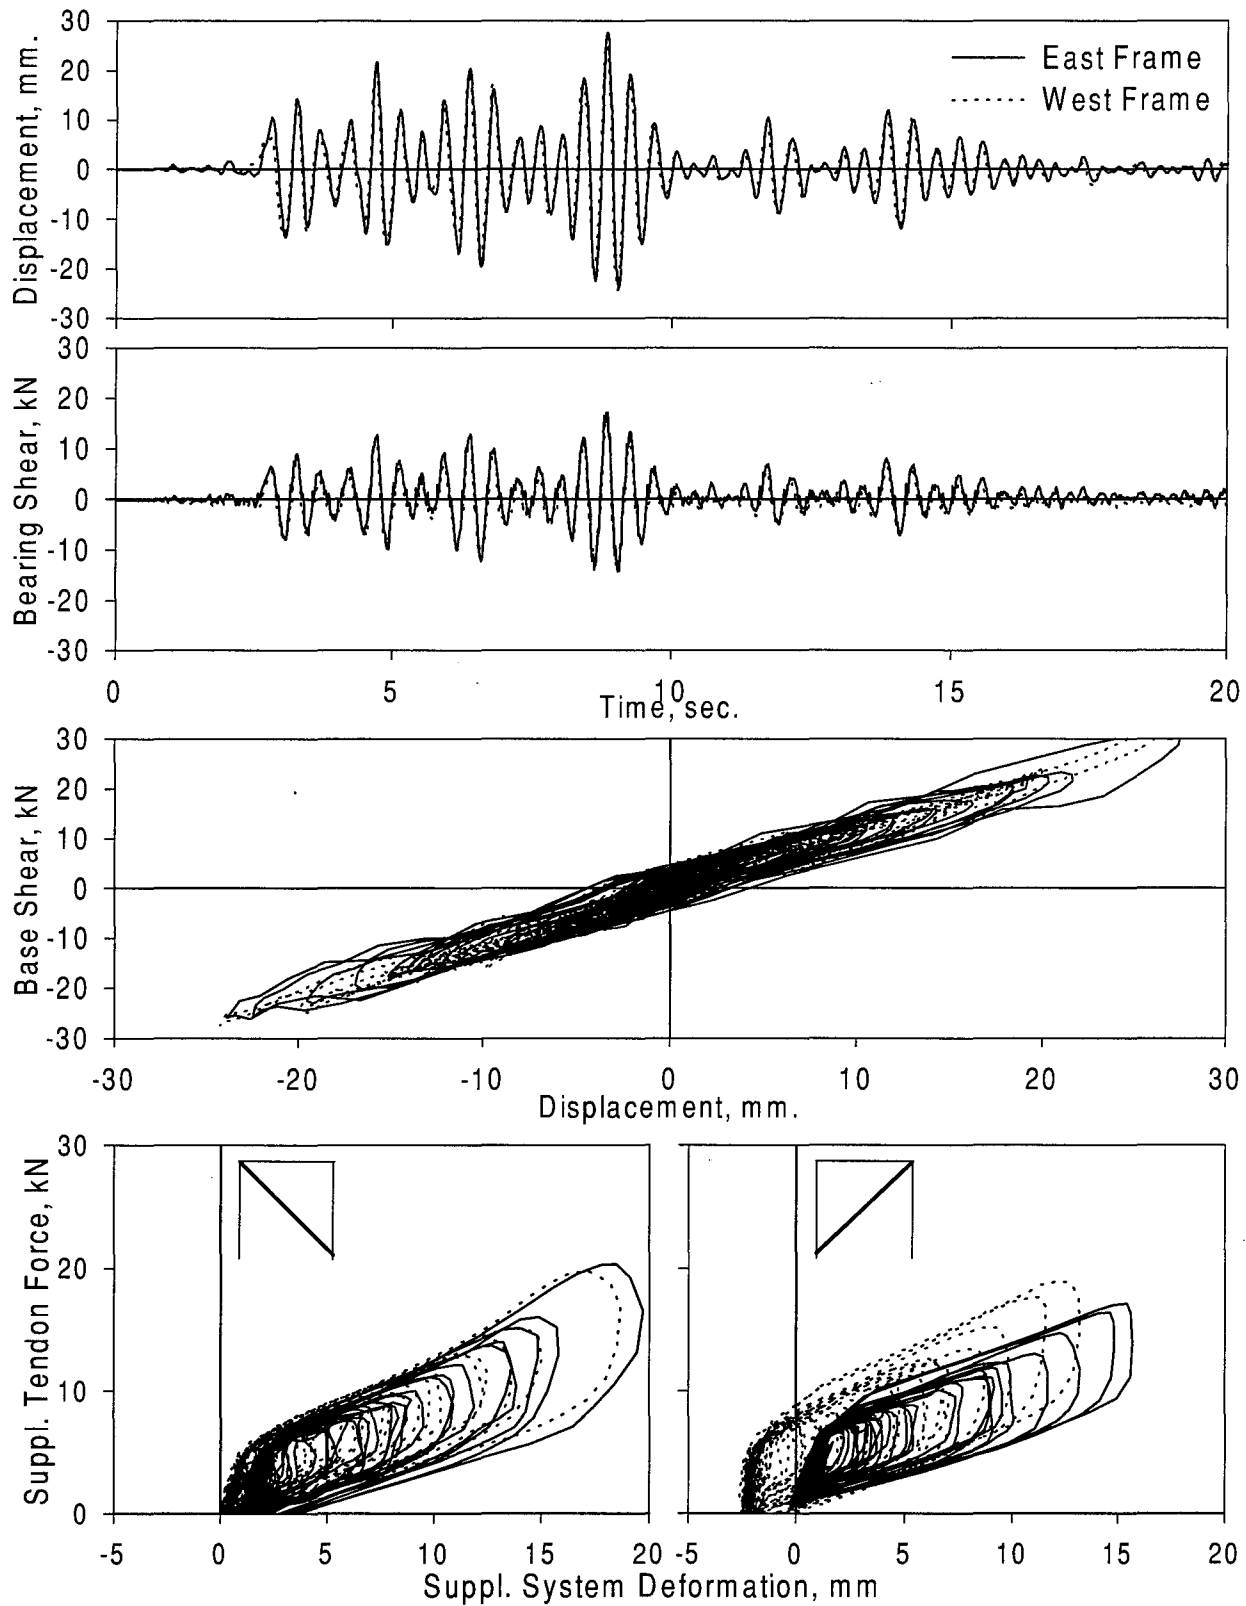 30
20
10
0
-10
-20
-30
Displacement, mm.
East Frame
West Frame
30
20
10
0
-10
-20
-30
Bearing Shear, kN
0 5 10 15 20
Time, sec.
30
20
10
0
-10
-20
-30
Base Shear, kN
-30 -20 -10 0 10 20 30
Displacement, mm.
30
20
10
0
Suppl. Tendon Force, kN
-5 0 5 10 15 20 -5 0 5 10 15 20
Suppl. System Deformation, mm